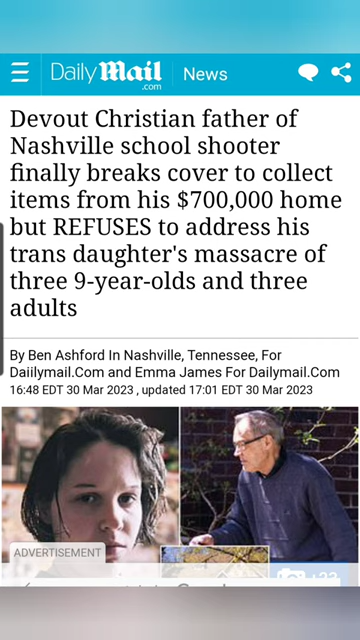 Daily Mail .com News
Devout Christian father of
Nashville school shooter
finally breaks cover to collect
items from his $700,000 home
but REFUSES to address his
trans daughter's massacre of
three 9-year-olds and three
adults
By Ben Ashford In Nashville, Tennessee, For
Daiilymail.Com and Emma James For Dailymail.Com
16:48 EDT 30 Mar 2023 , updated 17:01 EDT 30 Mar 2023
ADVERTISEMENT